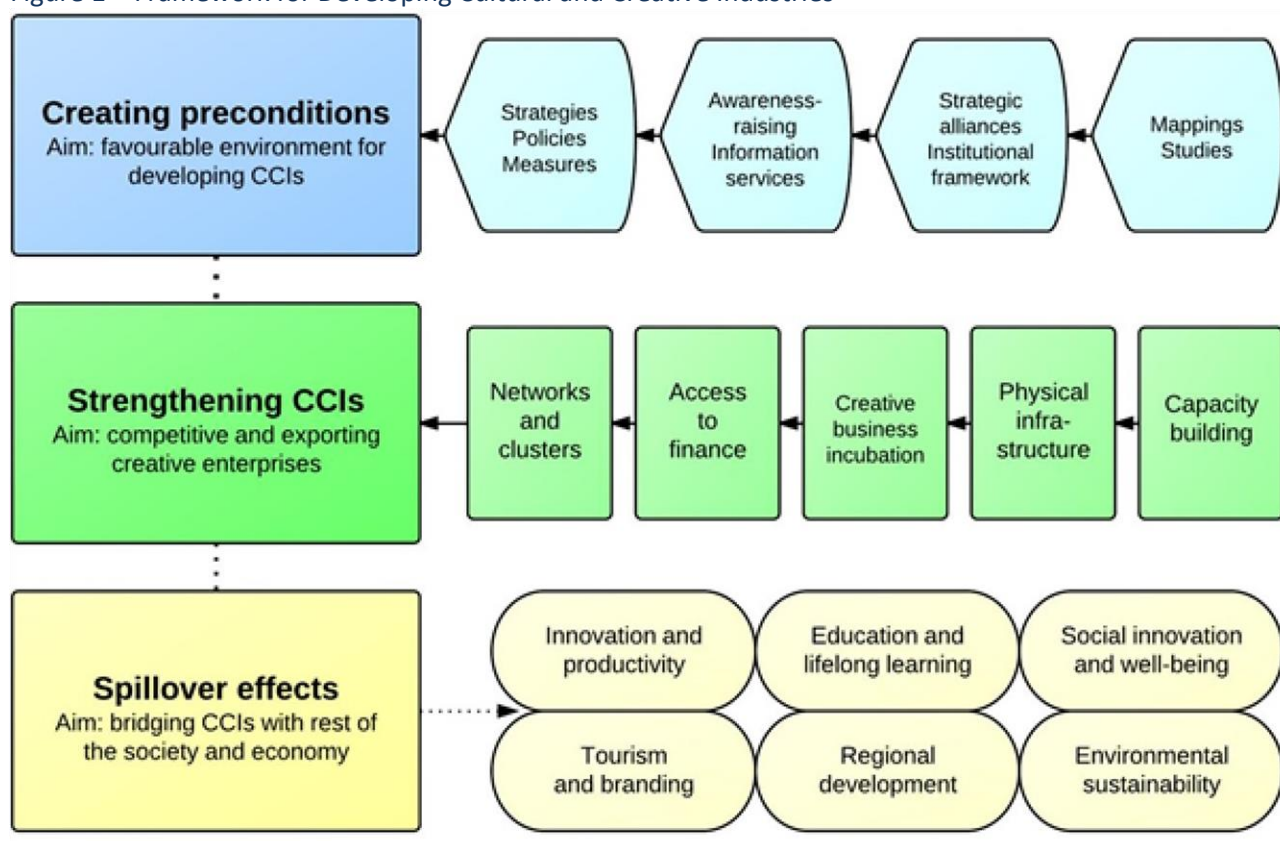 Figure 1 – Framework for Developing Cultural and Creative Industries
Creating preconditions
Aim: favourable environment for
developing CCIs
Strategies
Policies
Measures
Awareness-
raising
Information
services
Strategic
alliances
Institutional
framework
Mappings
Studies
Strengthening CCIs
Aim: competitive and exporting
creative enterprises
Networks
and
clusters
Access
to
finance
Creative
business
incubation
Physical
infra-
structure
Capacity
building
Spillover effects
Aim: bridging CCIs with rest of
the society and economy
Innovation and
productivity
Education and
lifelong learning
Social innovation
and well-being
Tourism
and branding
Regional
development
Environmental
sustainability